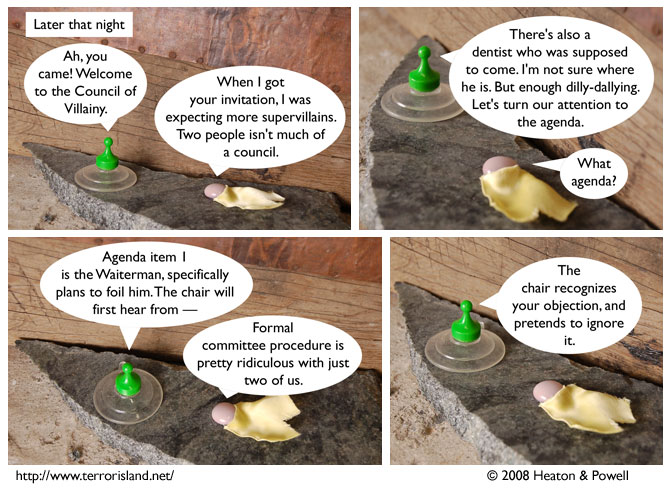 Later that night
Ah, you
came! Welcome
to the Council of
Villainy.
When I got
your invitation, I was
expecting more supervillains.
Two people isn't much of
a council.
There's also a
dentist who was supposed
to come. I'm not sure where
he is. But enough dilly-dallying.
Let's turn our attention to
the agenda.
What
agenda?
Agenda item 1
is the Waiterman, specifically
plans to foil him. The chair will
first hear from —
Formal
committee procedure is
pretty ridiculous with just
two of us.
The
chair recognizes
your objection, and
pretends to ignore
it.
http://www.terrorisland.net/
© 2008 Heaton & Powell